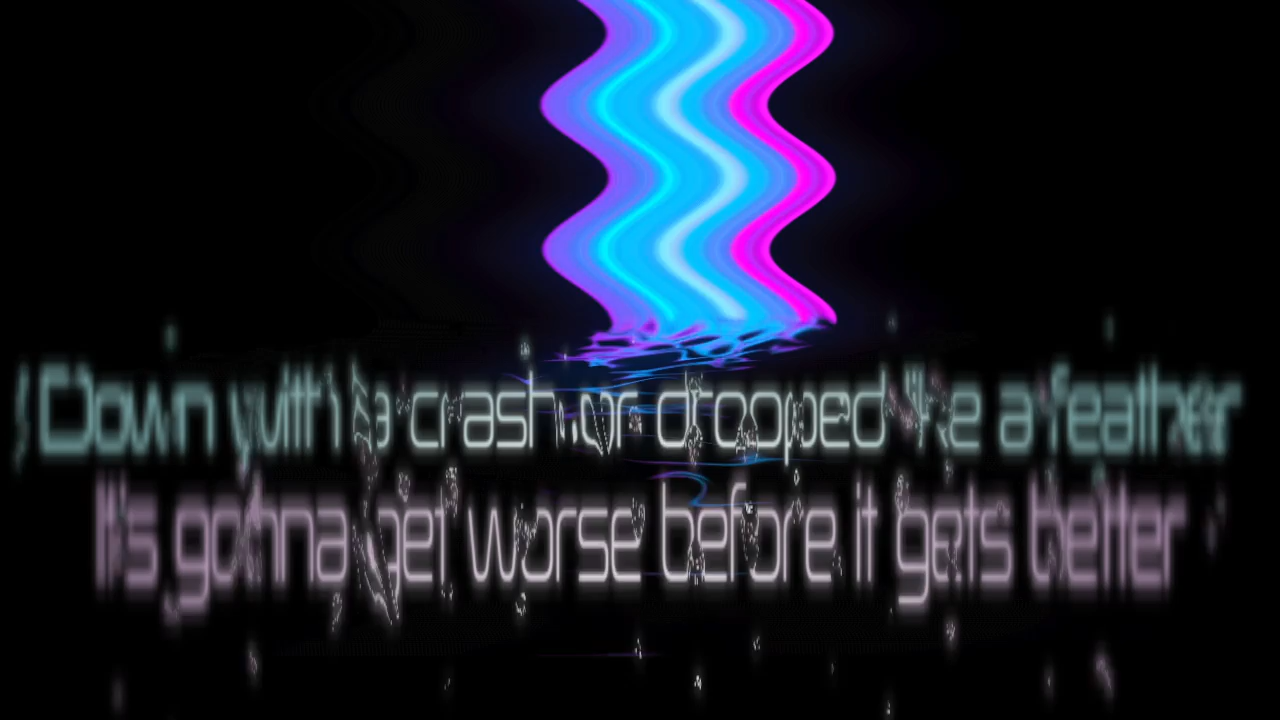 Down with a crash or dropped like a feather
It's gonna get worse before it gets better